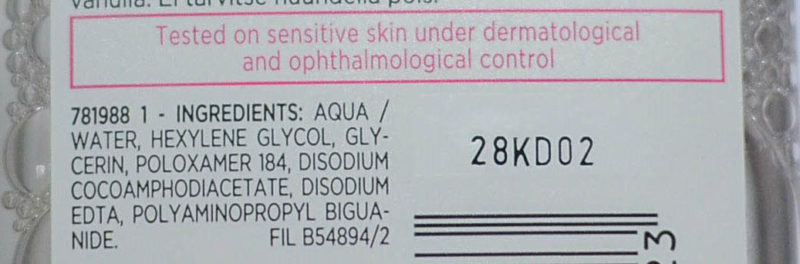 Tested on sensitive skin under dermatological
and ophthalmological control
781988 1 - INGREDIENTS: AQUA /
WATER, HEXYLENE GLYCOL, GLY-
CERIN, POLOXAMER 184, DISODIUM
COCOAMPHODIACETATE, DISODIUM
EDTA, POLYAMINOPROPYL BIGUA-
NIDE. FIL B54894/2
28KD02